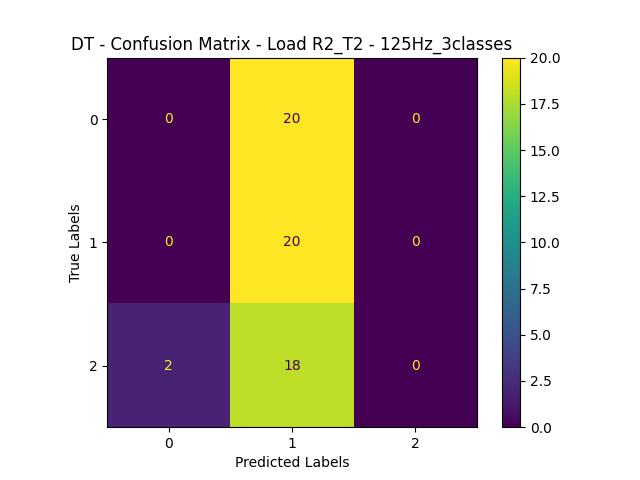 DT - Confusion Matrix - Load R2_T2 - 125Hz_3classes
20.0
17.5
15.0
12.5
10.0
7.5
5.0
2.5
0.0
True Labels
0
1
2
0 20 0
0 20 0
2 18 0
0 1 2
Predicted Labels